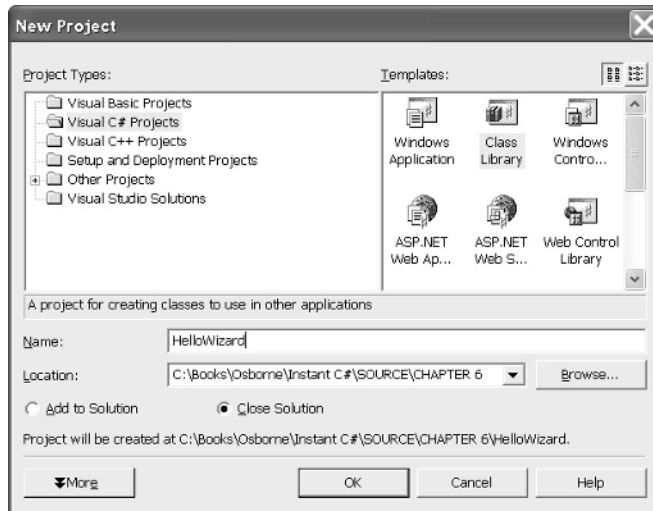 New Project
Project Types:
Templates:
Visual Basic Projects
Visual C# Projects
Visual C++ Projects
Setup and Deployment Projects
Other Projects
Visual Studio Solutions
Windows Application
Class Library
Windows Contro...
ASP.NET Web Ap...
ASP.NET Web S...
Web Control Library
A project for creating classes to use in other applications
Name:
HelloWizard
Location:
C:\Books\Osborne\Instant C#\SOURCE\CHAPTER 6
Browse...
Add to Solution
Close Solution
Project will be created at C:\Books\Osborne\Instant C#\SOURCE\CHAPTER 6\HelloWizard.
More
OK
Cancel
Help